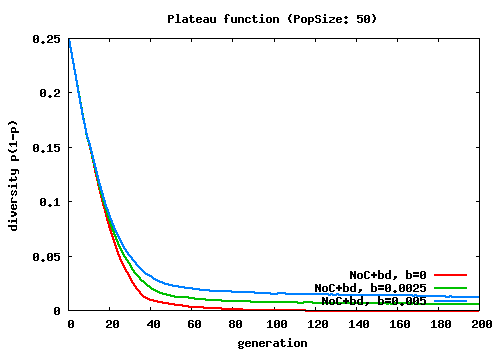 Plateau function (PopSize: 50)
0.25
0.2
0.15
0.1
0.05
0
diversity p(1-p)
NoC+bd, b=0
NoC+bd, b=0.0025
NoC+bd, b=0.005
0 20 40 60 80 100 120 140 160 180 200
generation